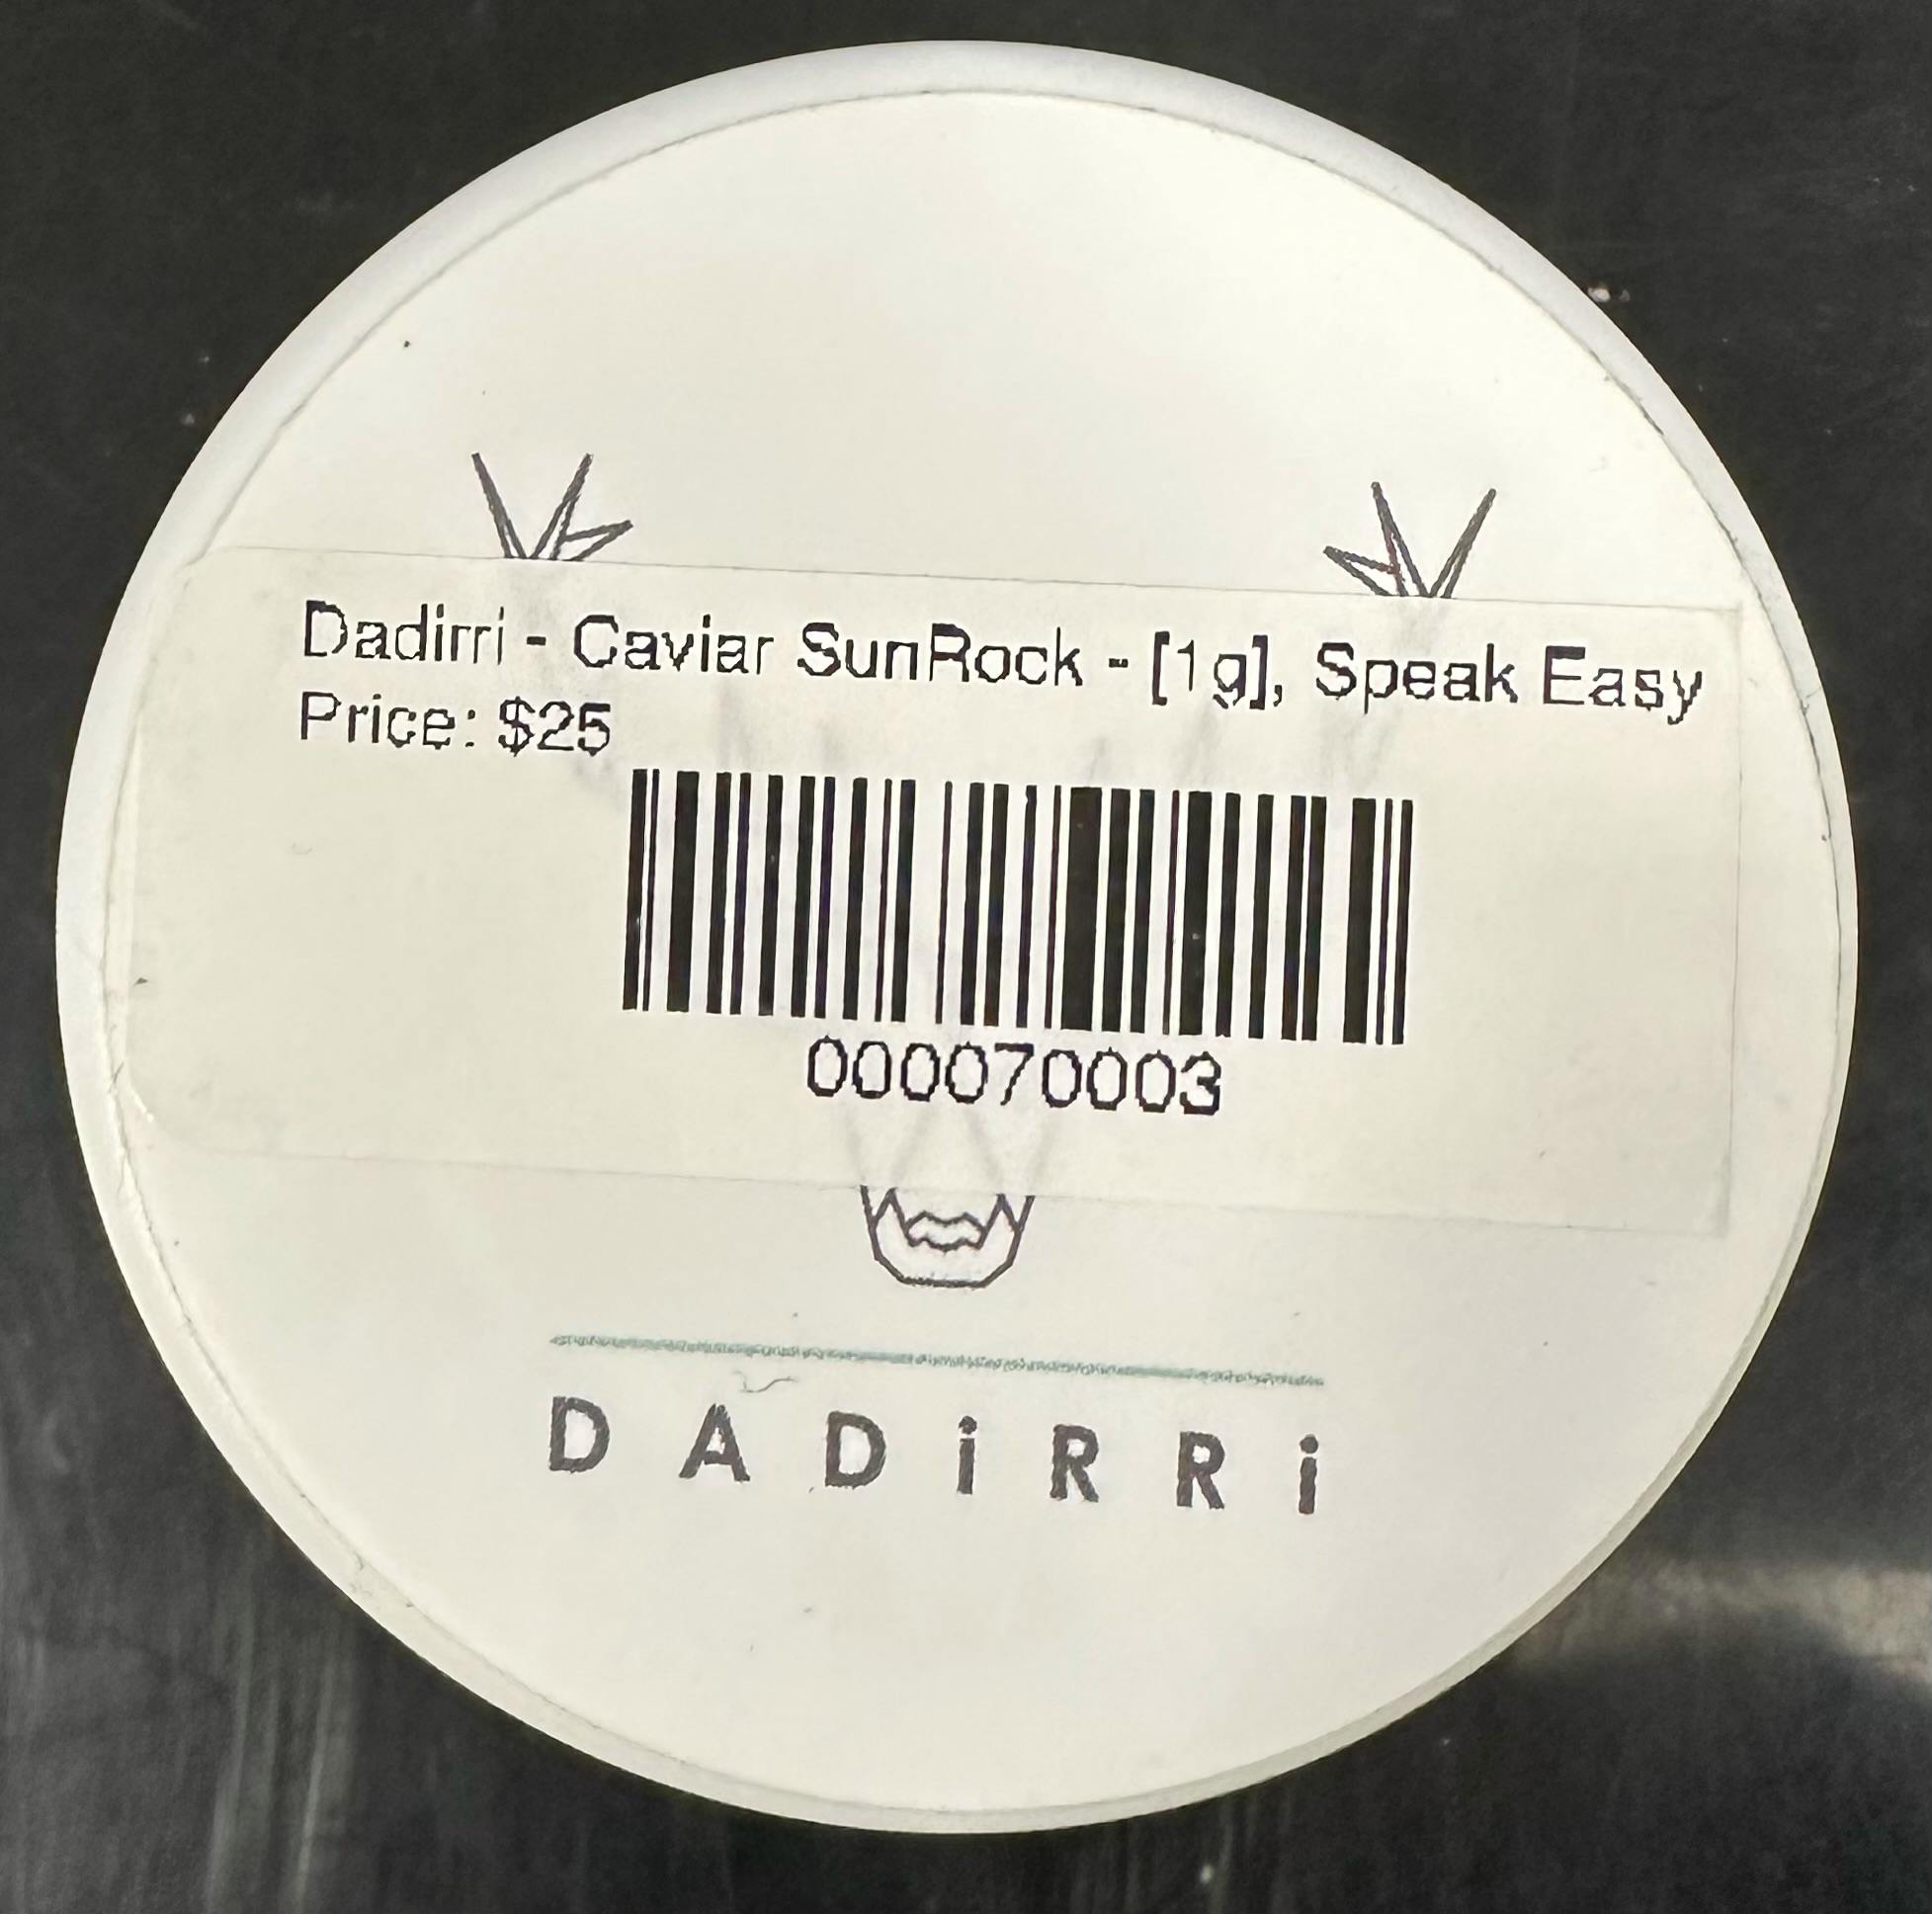 Dadirri - Caviar SunRock - [1g], Speak Easy
Price: $25
000070003
DADiRRi